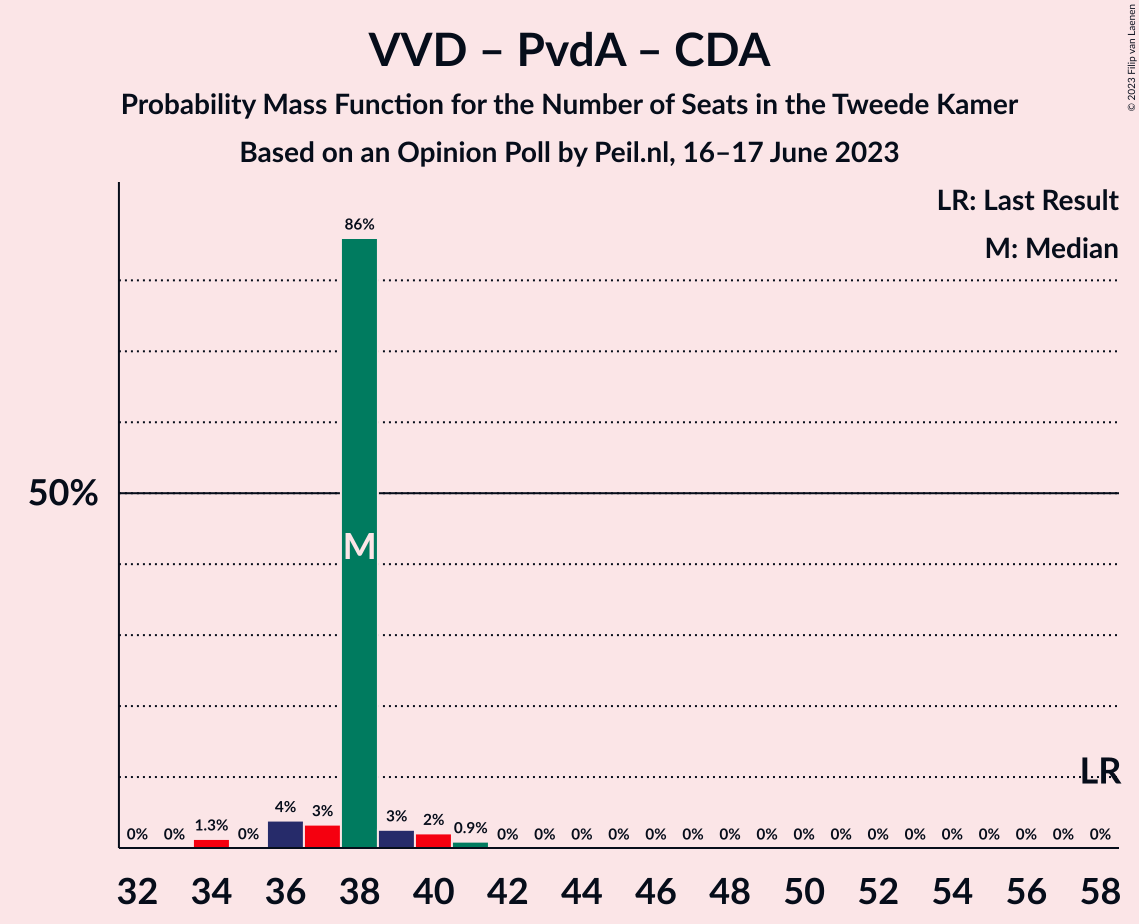 VVD – PvdA – CDA
Probability Mass Function for the Number of Seats in the Tweede Kamer
Based on an Opinion Poll by Peil.nl, 16–17 June 2023
© 2023 Filip van Laenen
LR: Last Result
M: Median
86%
50%
M
LR
0% 0% 1.3% 0% 4% 3% 3% 2% 0.9% 0% 0% 0% 0% 0% 0% 0% 0% 0% 0% 0% 0% 0% 0% 0% 0% 0%
32 34 36 38 40 42 44 46 48 50 52 54 56 58